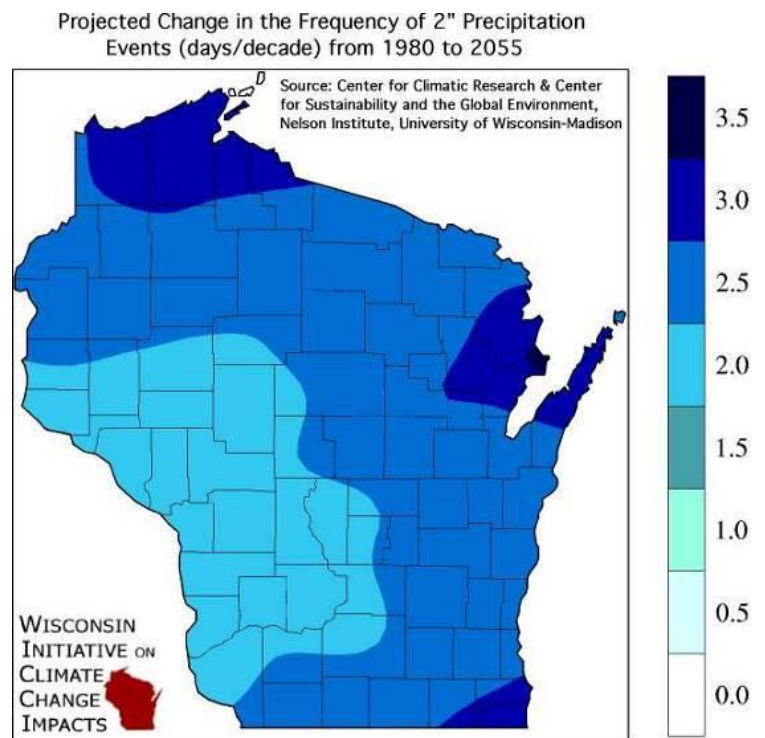 Projected Change in the Frequency of 2" Precipitation
Events (days/decade) from 1980 to 2055
Source: Center for Climatic Research & Center
for Sustainability and the Global Environment,
Nelson Institute, University of Wisconsin-Madison
3.5
3.0
2.5
2.0
1.5
1.0
0.5
0.0
WISCONSIN
INITIATIVE ON
CLIMATE
CHANGE
IMPACTS